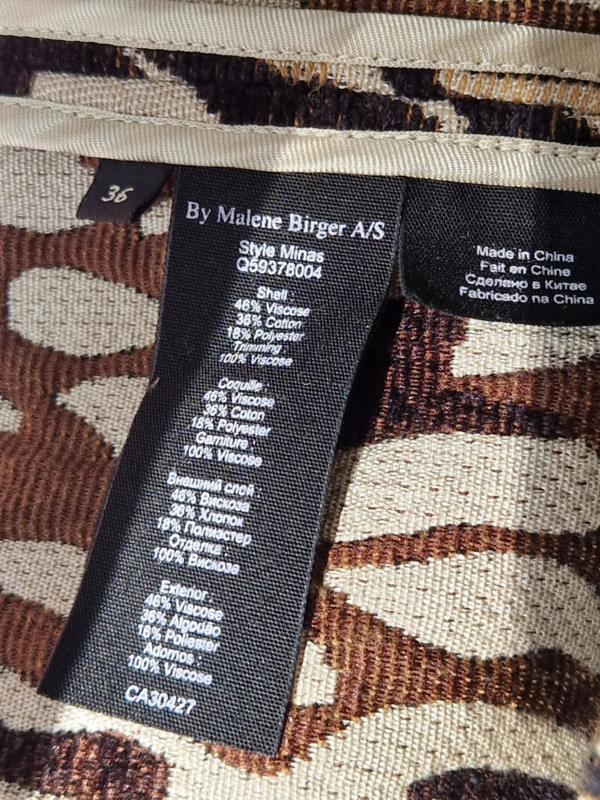 36
By Malene Birger A/S
Style Minas
Q59378004
Shell :
46% Viscose
36% Cotton
18% Polyester
Trimming
100% Viscose
Coquille :
46% Viscose
36% Coton
18% Polyester
Garniture :
100% Viscose
Внешний слой :
46% Вискоза
36% Хлопок
18% Полиэстер
Отделка :
100% Вискоза
Exterior :
46% Viscose
36% Algodão
18% Poliester
Adornos :
100% Viscose
CA30427
Made in China
Fait en Chine
Сделано в Китае
Fabricado na China